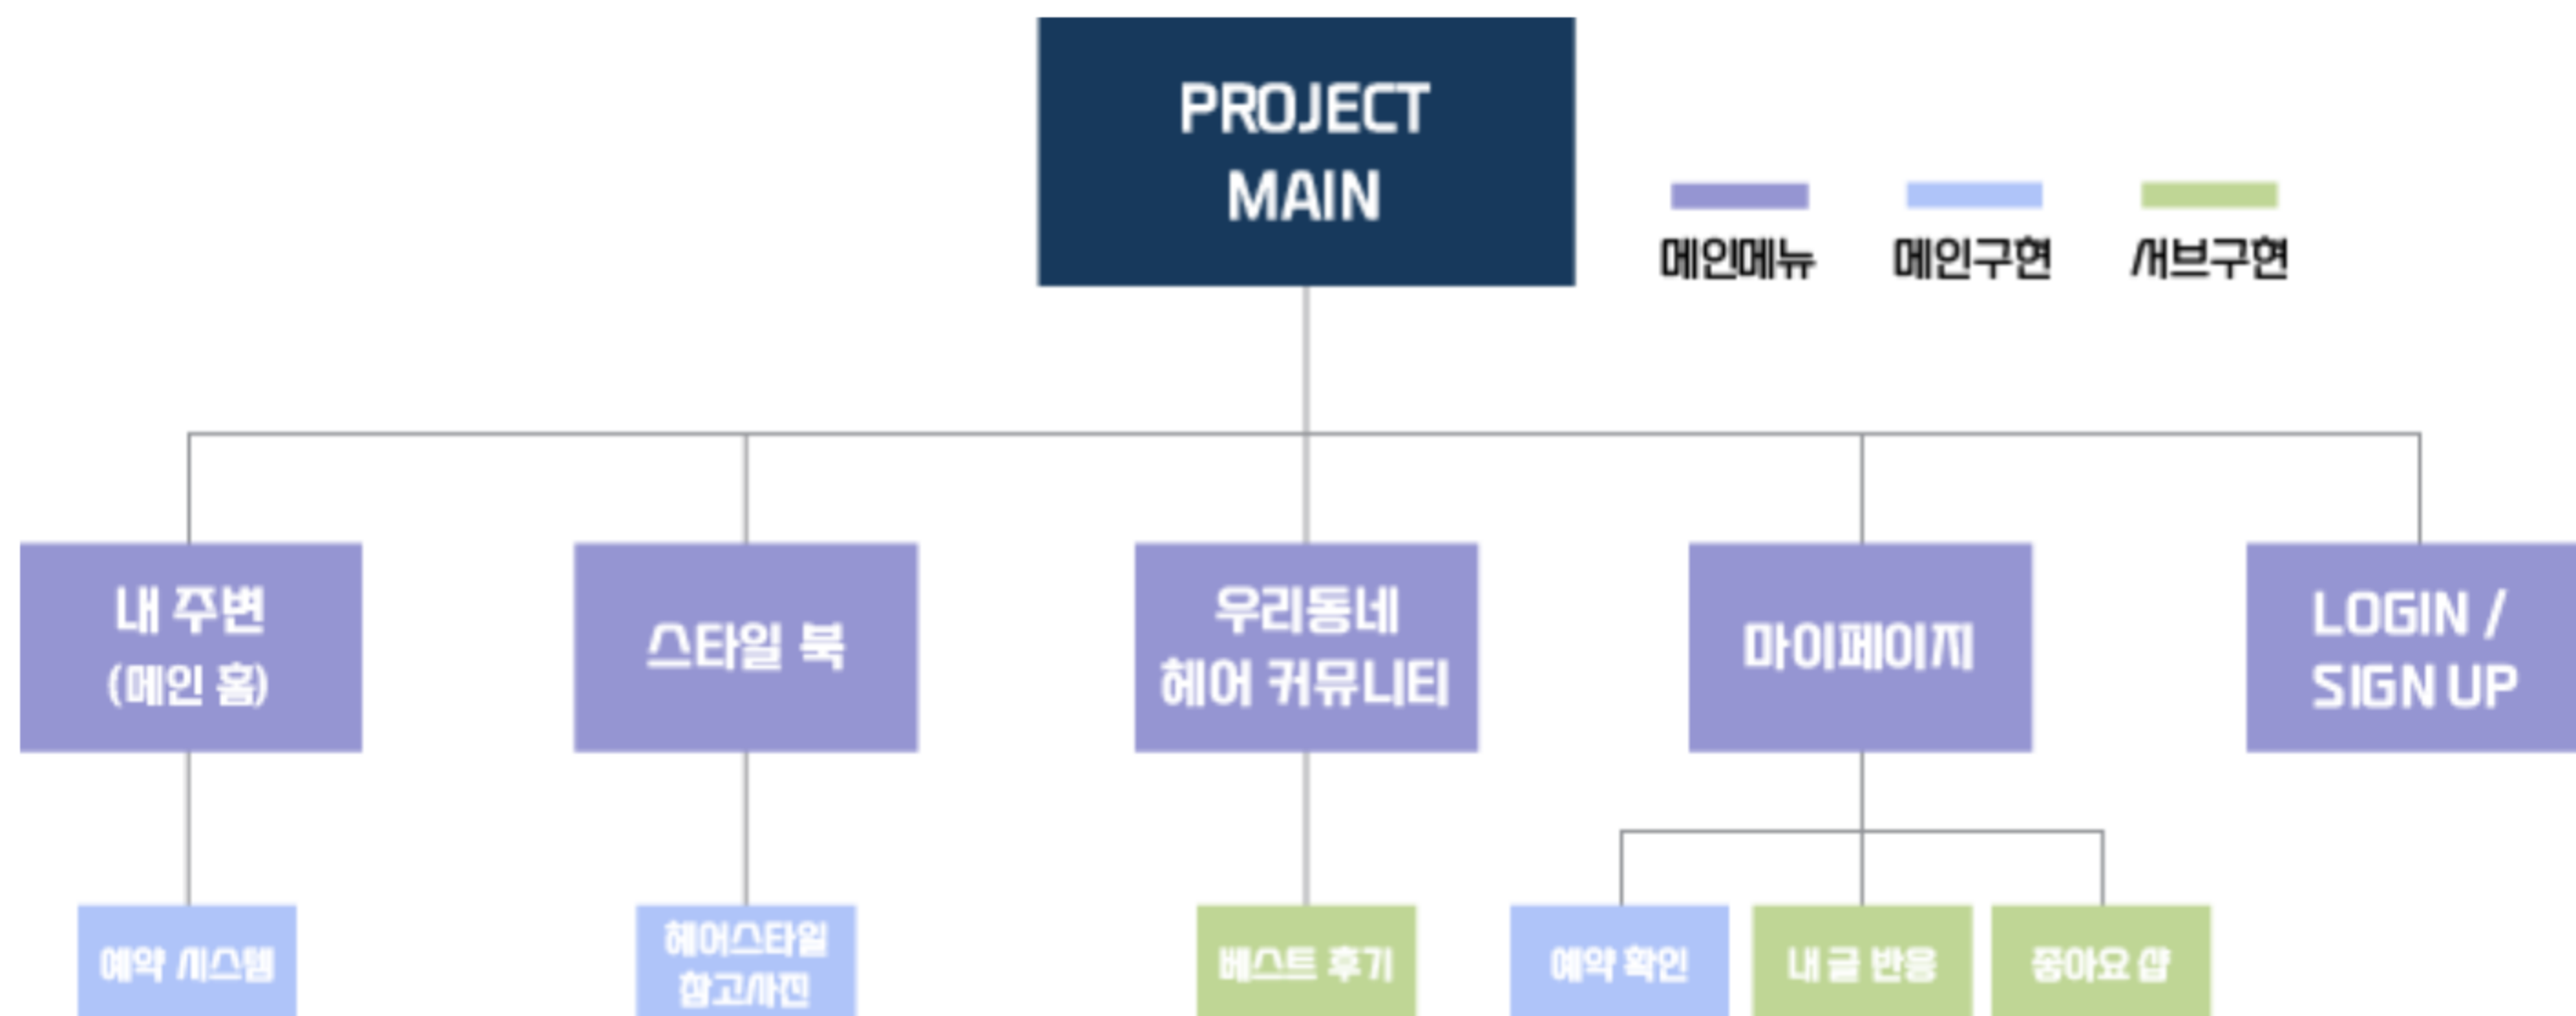 PROJECT
MAIN
메인메뉴
메인구현
서브구현
내 주변
(메인 홈)
스타일 북
우리동네
헤어 커뮤니티
마이페이지
LOGIN /
SIGN UP
예약 시스템
헤어스타일
참고사진
베스트 후기
예약 확인
내 글 반응
좋아요 샵